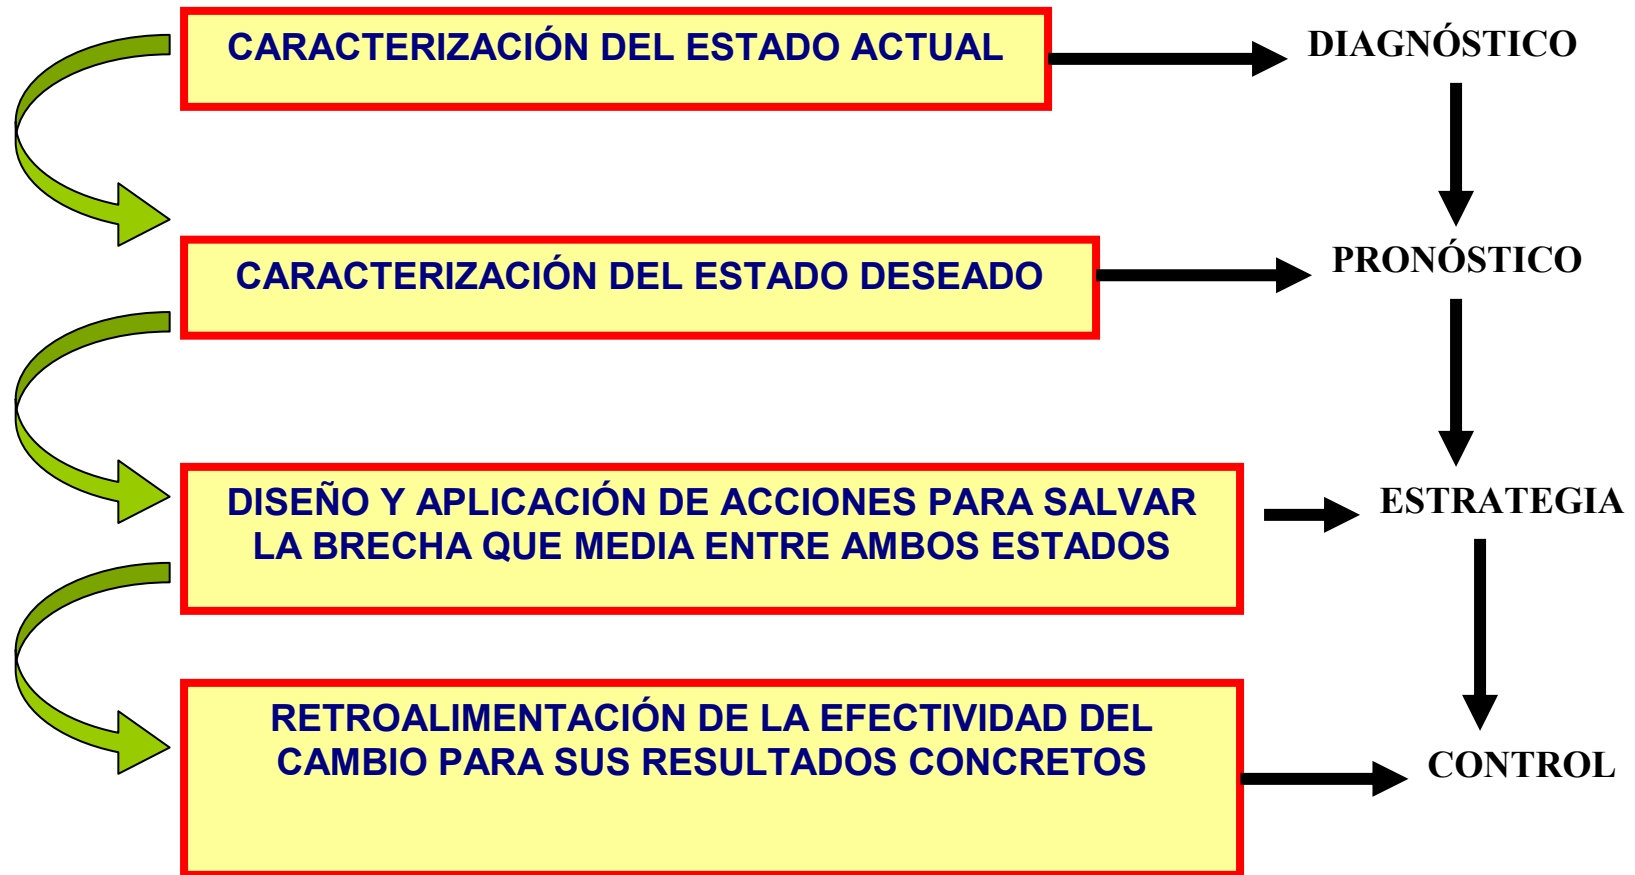 CARACTERIZACIÓN DEL ESTADO ACTUAL
DIAGNÓSTICO
CARACTERIZACIÓN DEL ESTADO DESEADO
PRONÓSTICO
DISEÑO Y APLICACIÓN DE ACCIONES PARA SALVAR
LA BRECHA QUE MEDIA ENTRE AMBOS ESTADOS
ESTRATEGIA
RETROALIMENTACIÓN DE LA EFECTIVIDAD DEL
CAMBIO PARA SUS RESULTADOS CONCRETOS
CONTROL